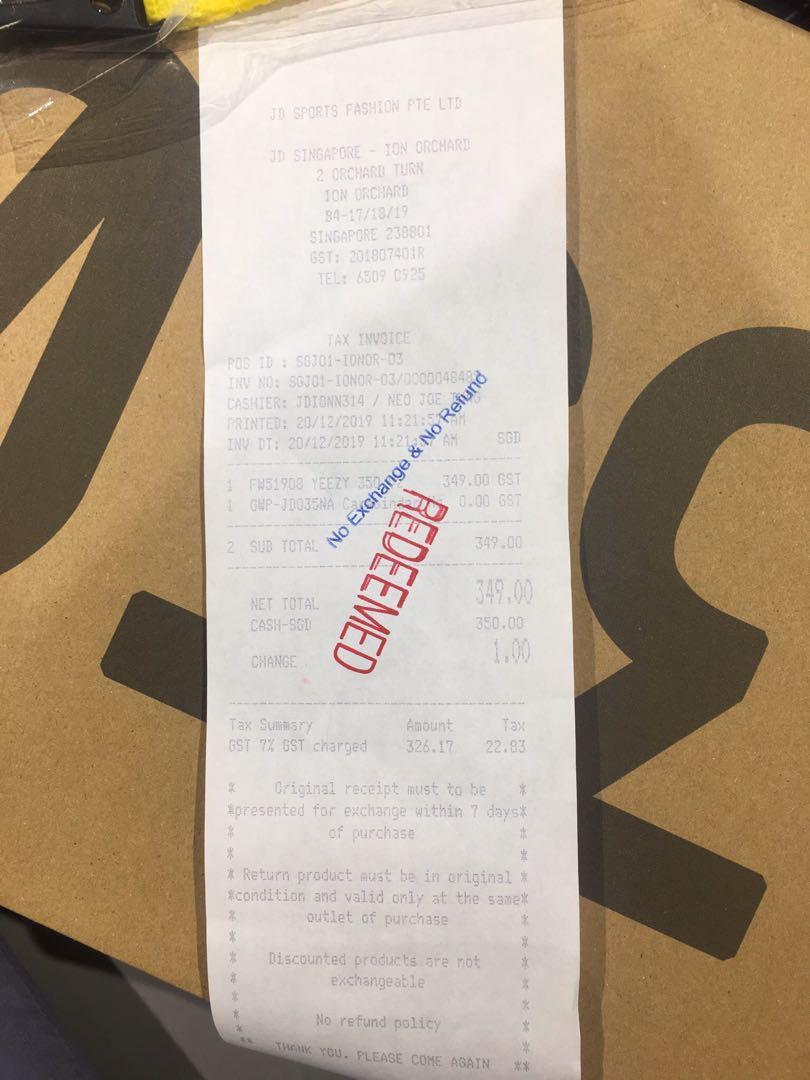 JD SPORTS FASHION PTE LTD
JD SINGAPORE - ION ORCHARD
2 ORCHARD TURN
ION ORCHARD
B4-17/18/19
SINGAPORE 238801
GST: 201807401R
TEL: 6509 0925
TAX INVOICE
POS ID : SGJ01-IONOR-03
INV NO:
CASHIER: JDIONN314 / NEO JOE
PRINTED: 20/12/2019 AM
INV DT: 20/12/2019 AM SGD
1 FW51908 YEEZY 349.00 GST
1 GWP-JD035NA 0.00 GST
2 SUB TOTAL 349.00
NET TOTAL 349.00
CASH-SGD 350.00
CHANGE 1.00
No Exchange & No Refund
REDEEMED
Tax Summary Amount Tax
GST 7% GST charged 326.17 22.83
* Original receipt must to be *
*presented for exchange within 7 days*
* of purchase *
* *
* Return product must be in original *
*condition and valid only at the same*
* outlet of purchase *
* *
* Discounted products are not *
* exchangeable *
* *
* No refund policy *
* *
** THANK YOU. PLEASE COME AGAIN **